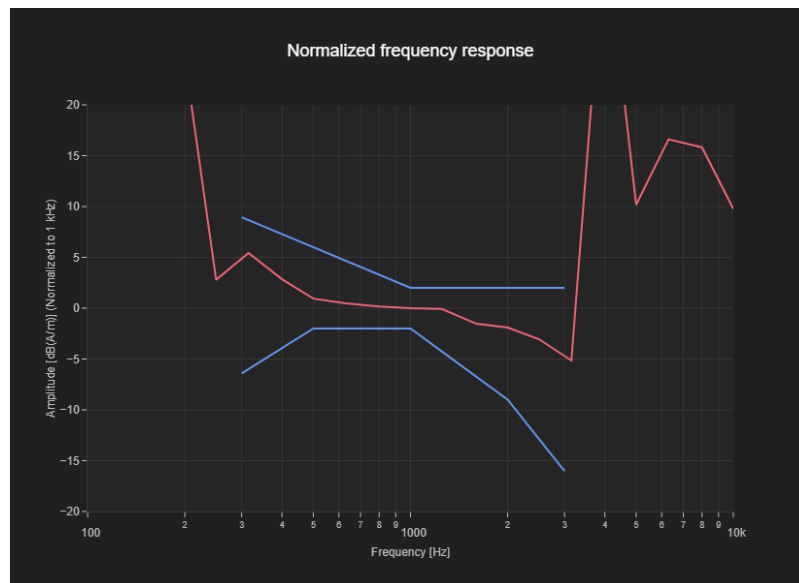 Normalized frequency response
Amplitude [dB(A/m)] (Normalized to 1 kHz)
20
15
10
5
0
−5
−10
−15
−20
100 2 3 4 5 6 7 8 9 1000 2 3 4 5 6 7 8 9 10k
Frequency [Hz]